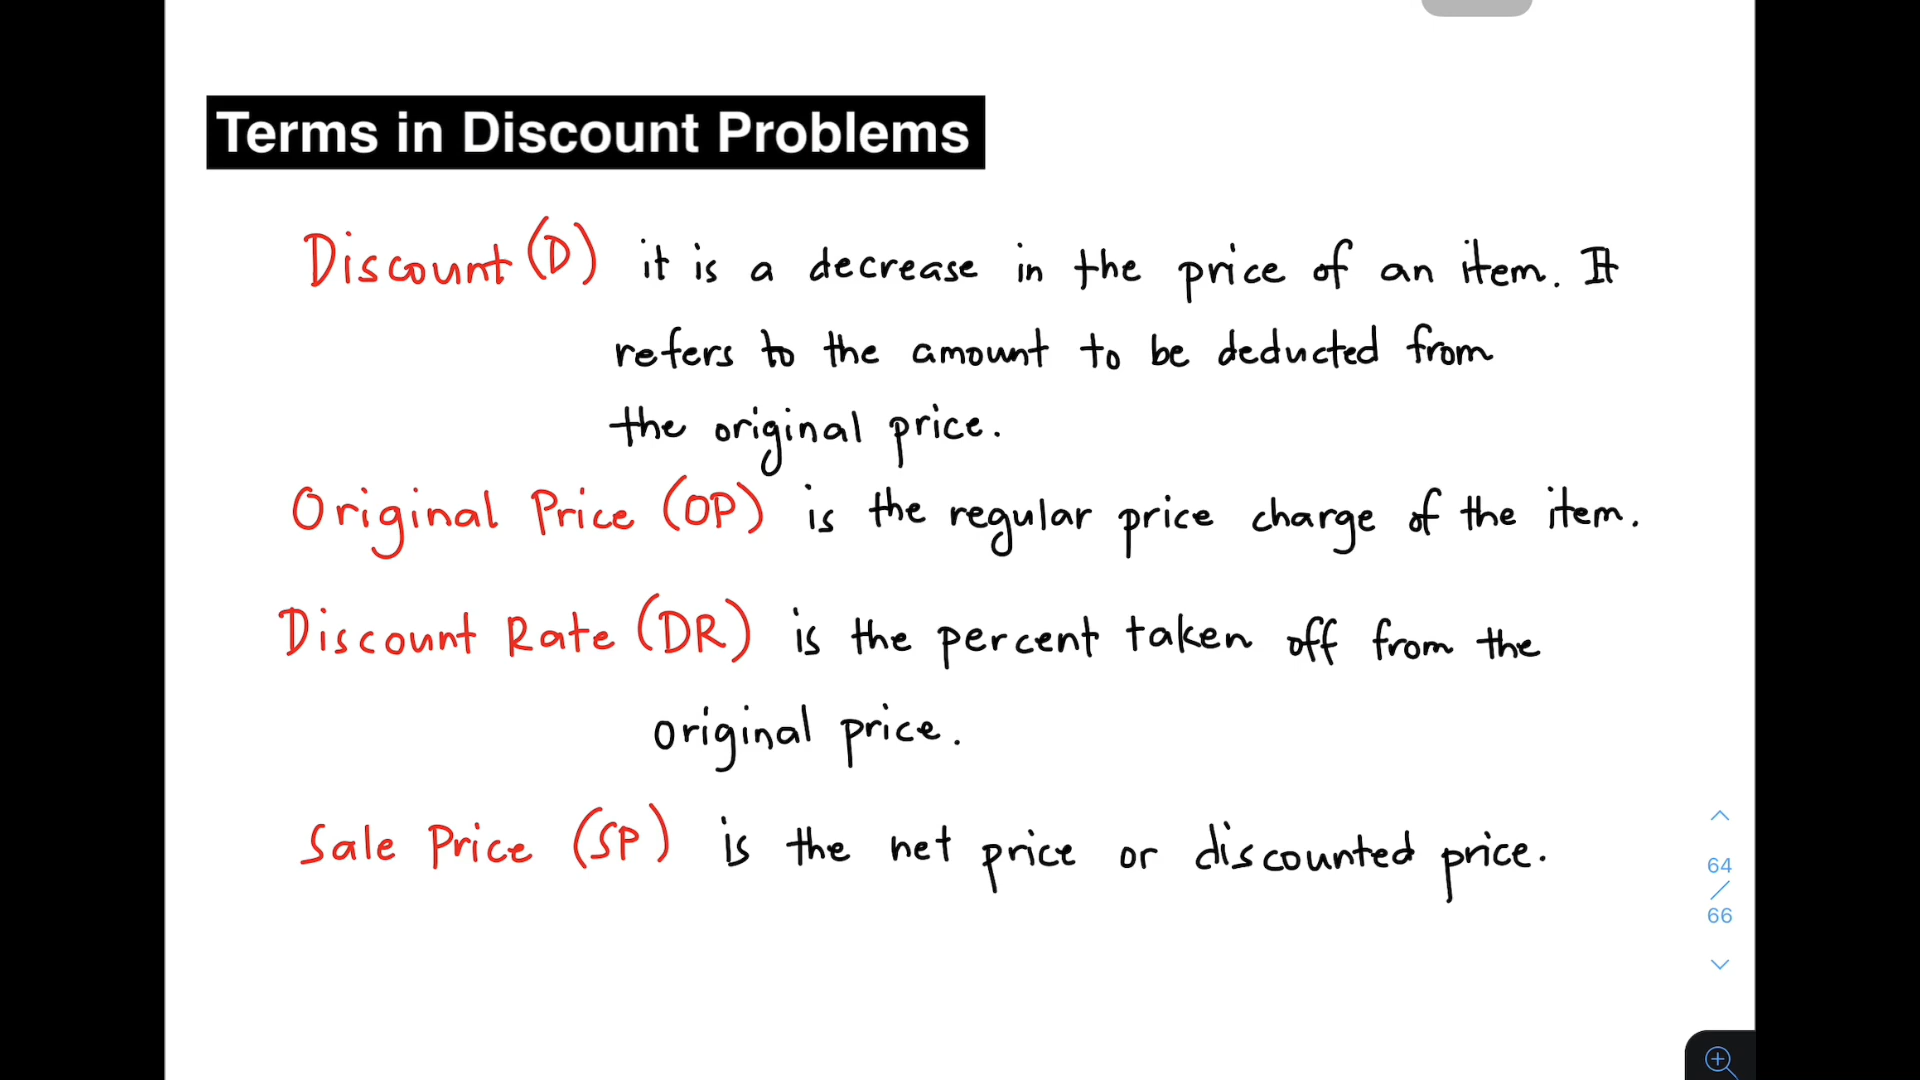 Terms in Discount Problems
Discount (D) it is a decrease in the price of an item. It
refers to the amount to be deducted from
the original price.
Original Price (OP) is the regular price charge of the item.
Discount Rate (DR) is the percent taken off from the
original price.
Sale Price (SP) is the net price or discounted price.
64
/
66